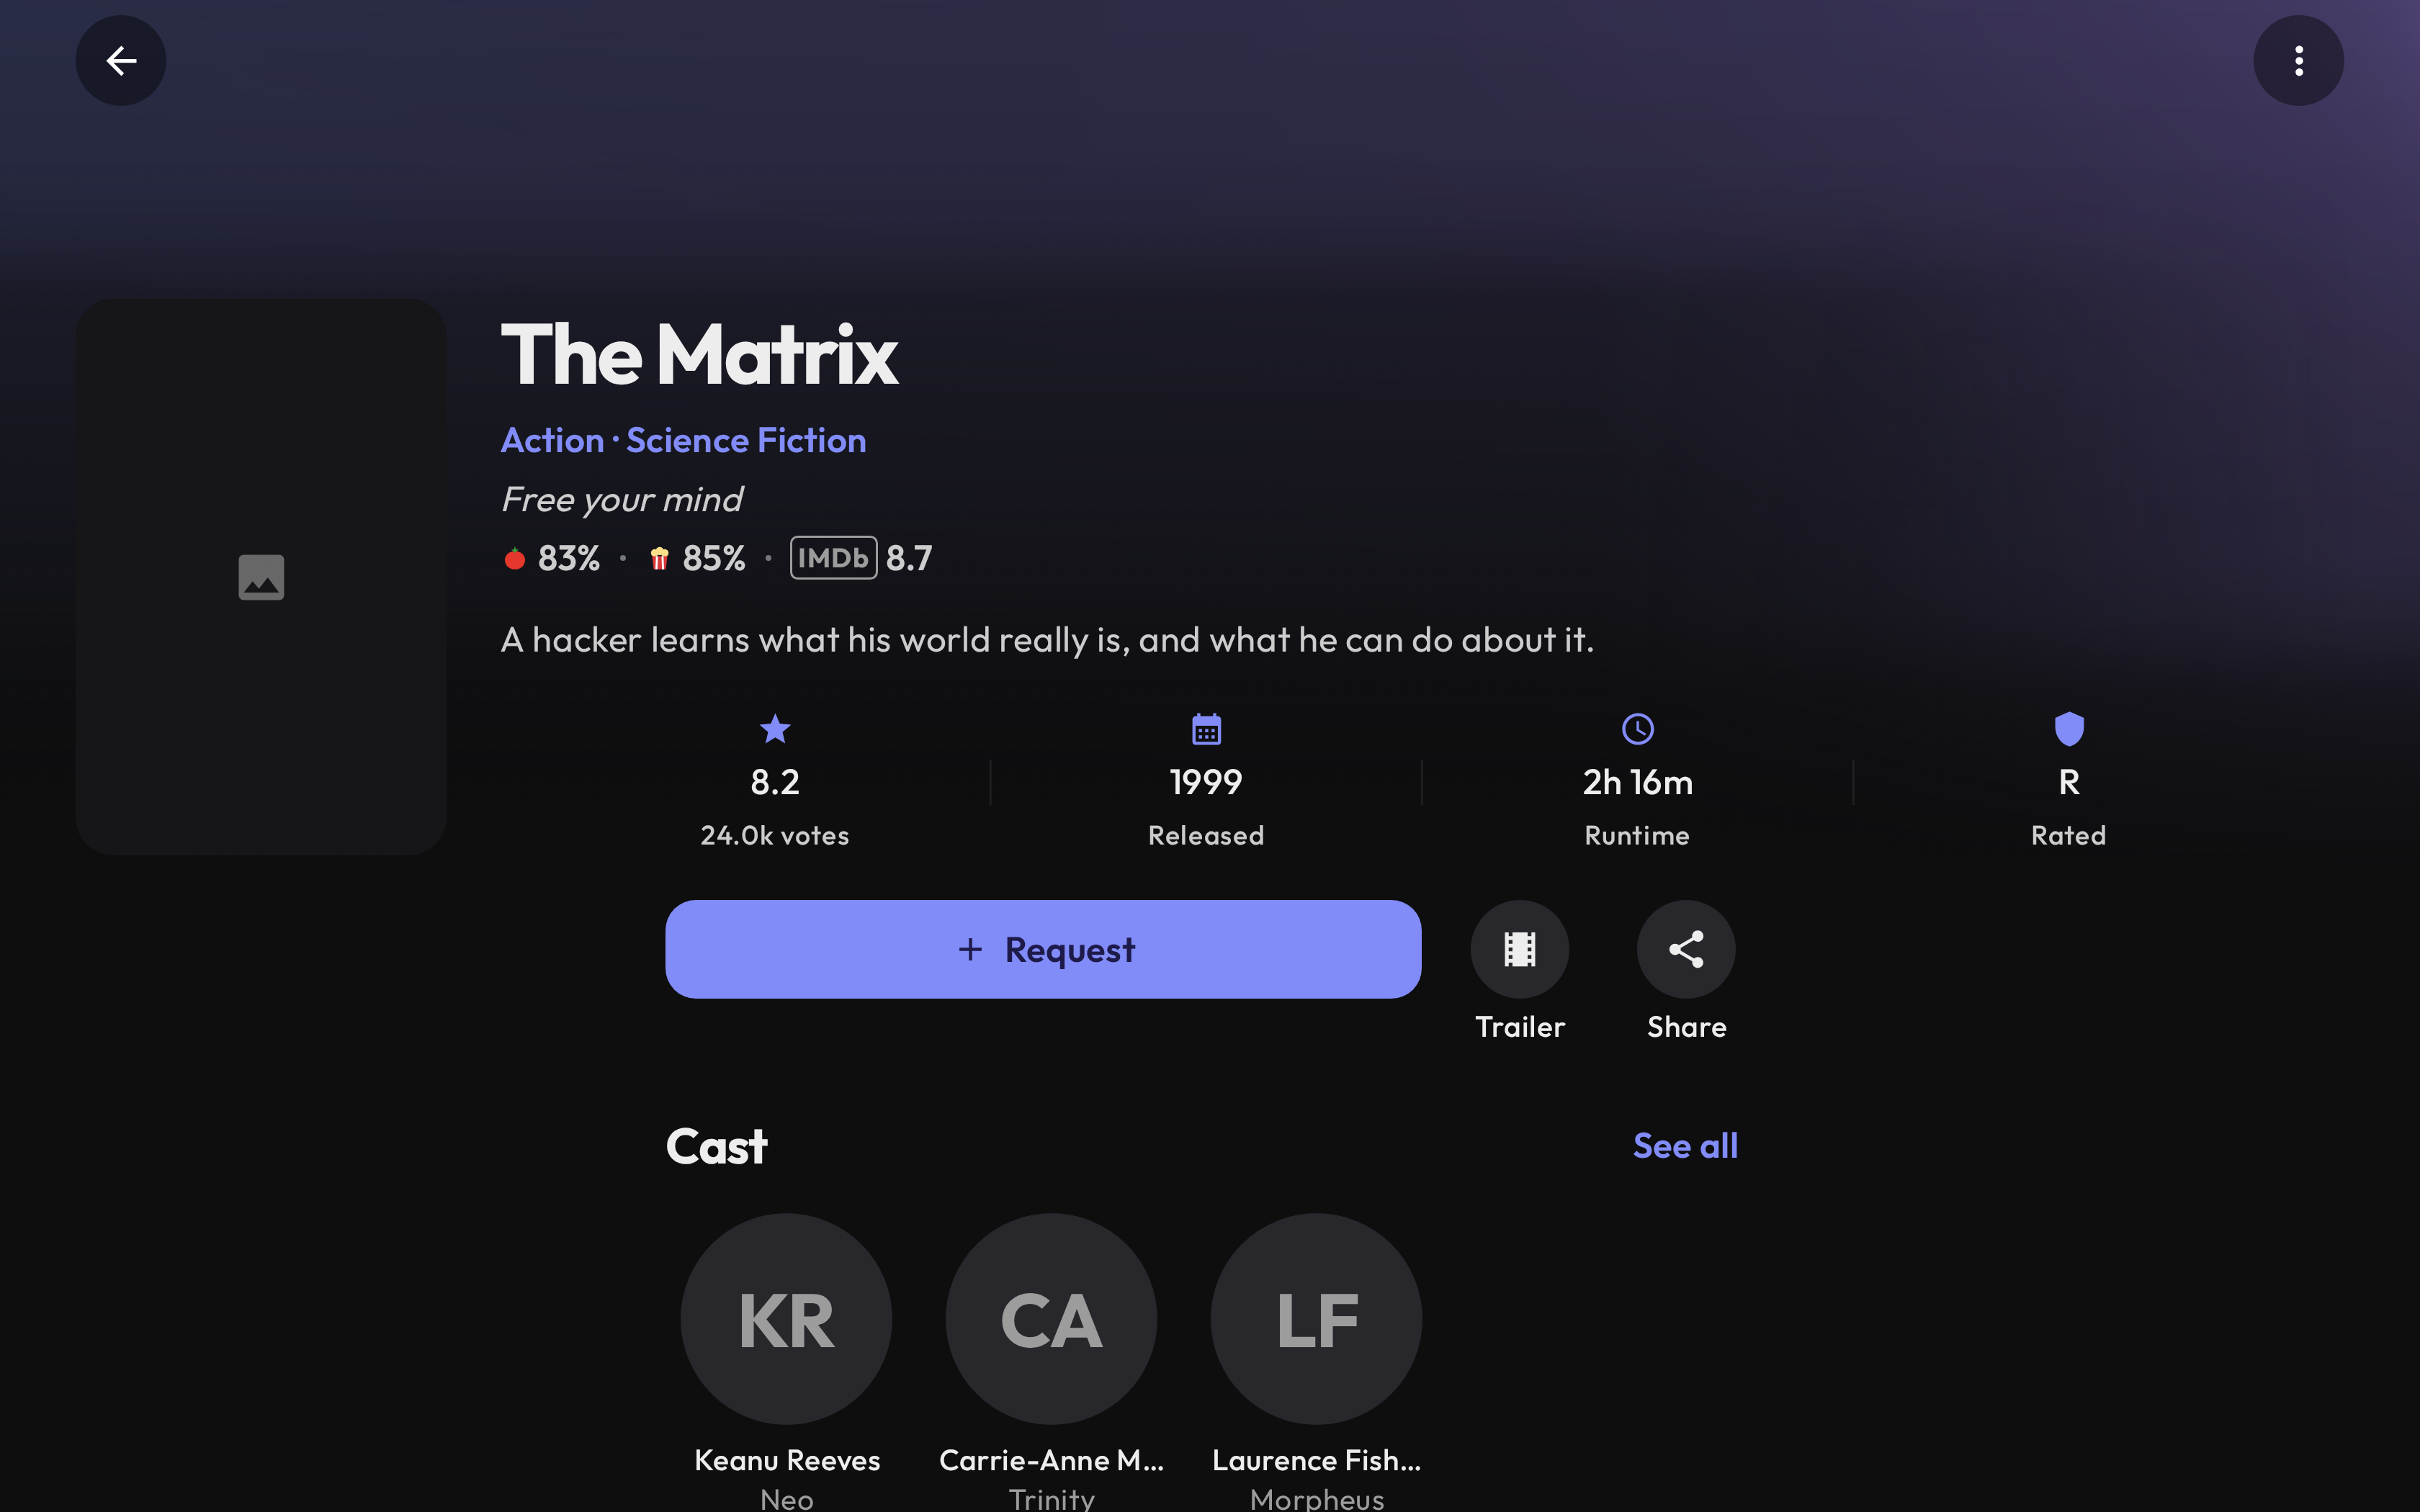 The Matrix
Action · Science Fiction
Free your mind
83% · 85% · IMDb 8.7
A hacker learns what his world really is, and what he can do about it.
8.2 1999 2h 16m R
24.0k votes Released Runtime Rated
+ Request
Trailer Share
Cast See all
KR CA LF
Keanu Reeves Carrie-Anne M... Laurence Fish...
Neo Trinity Morpheus